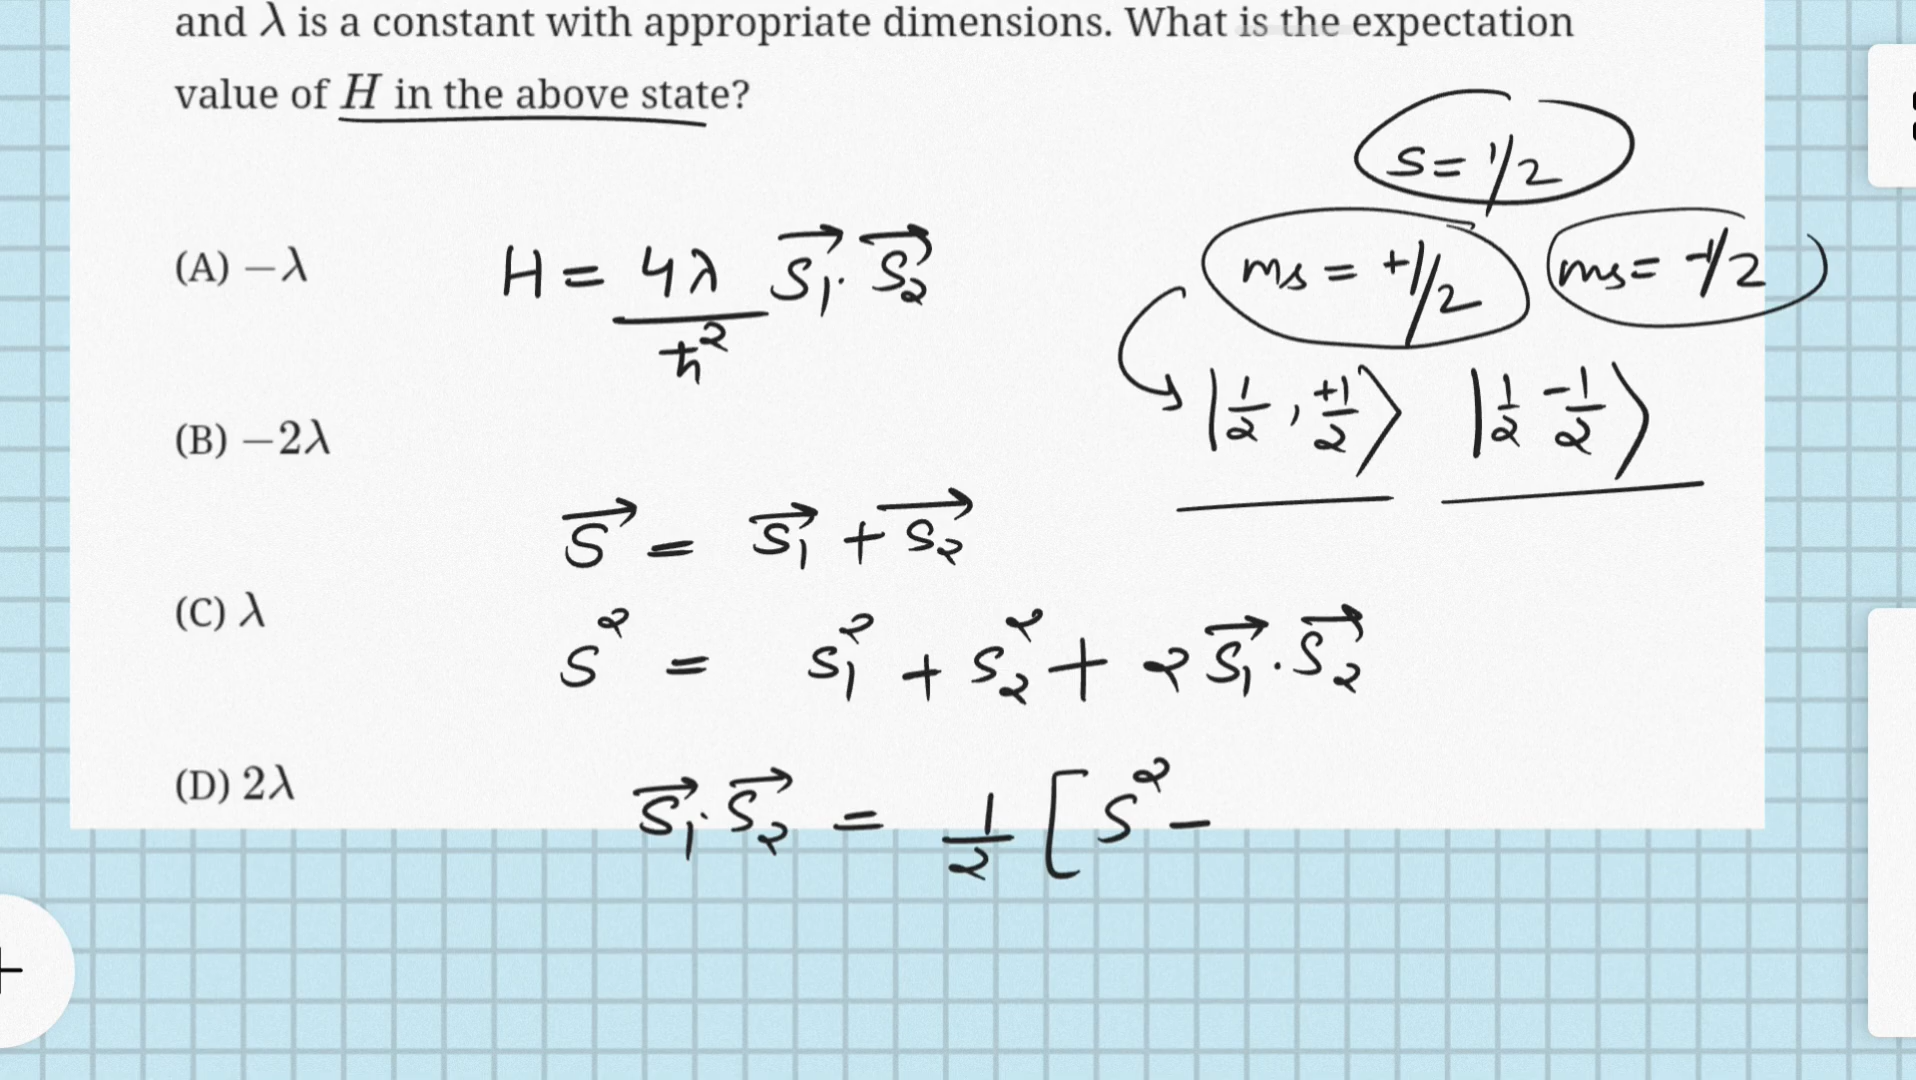 and λ is a constant with appropriate dimensions. What is the expectation
value of H in the above state?
s = 1/2
ms = +1/2 ms = -1/2
(A) −λ
H = 4λ/ħ² S⃗₁·S⃗₂
|1/2, +1/2⟩ |1/2 -1/2⟩
(B) −2λ
S⃗ = S⃗₁ + S⃗₂
(C) λ
S² = S₁² + S₂² + 2 S⃗₁·S⃗₂
(D) 2λ
S⃗₁·S⃗₂ = 1/2 [S² −